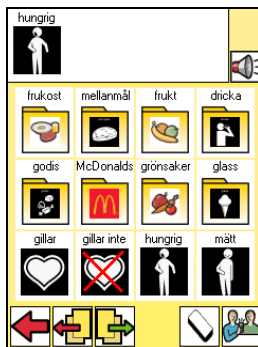 hungrig
frukost mellanmål frukt dricka
godis McDonalds grönsaker glass
gillar gillar inte hungrig mätt